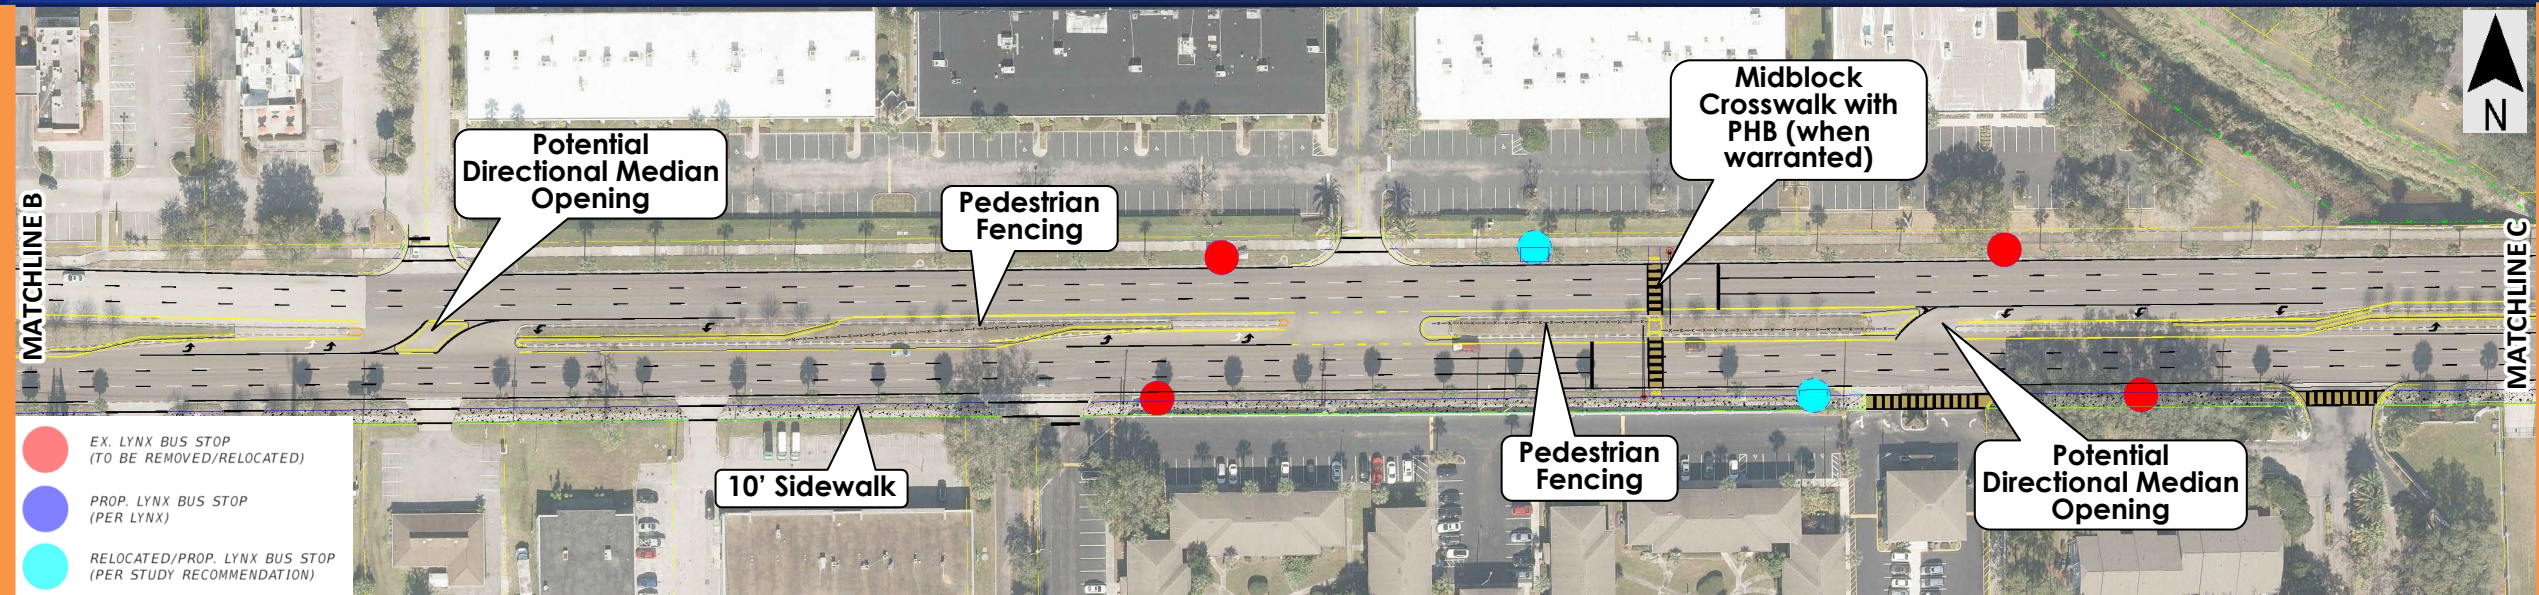 Midblock
Crosswalk with
PHB (when
warranted)
N
Potential
Directional Median
Opening
Pedestrian
Fencing
MATCHLINE B
MATCHLINE C
10' Sidewalk
Pedestrian
Fencing
Potential
Directional Median
Opening
EX. LYNX BUS STOP
(TO BE REMOVED/RELOCATED)
PROP. LYNX BUS STOP
(PER LYNX)
RELOCATED/PROP. LYNX BUS STOP
(PER STUDY RECOMMENDATION)